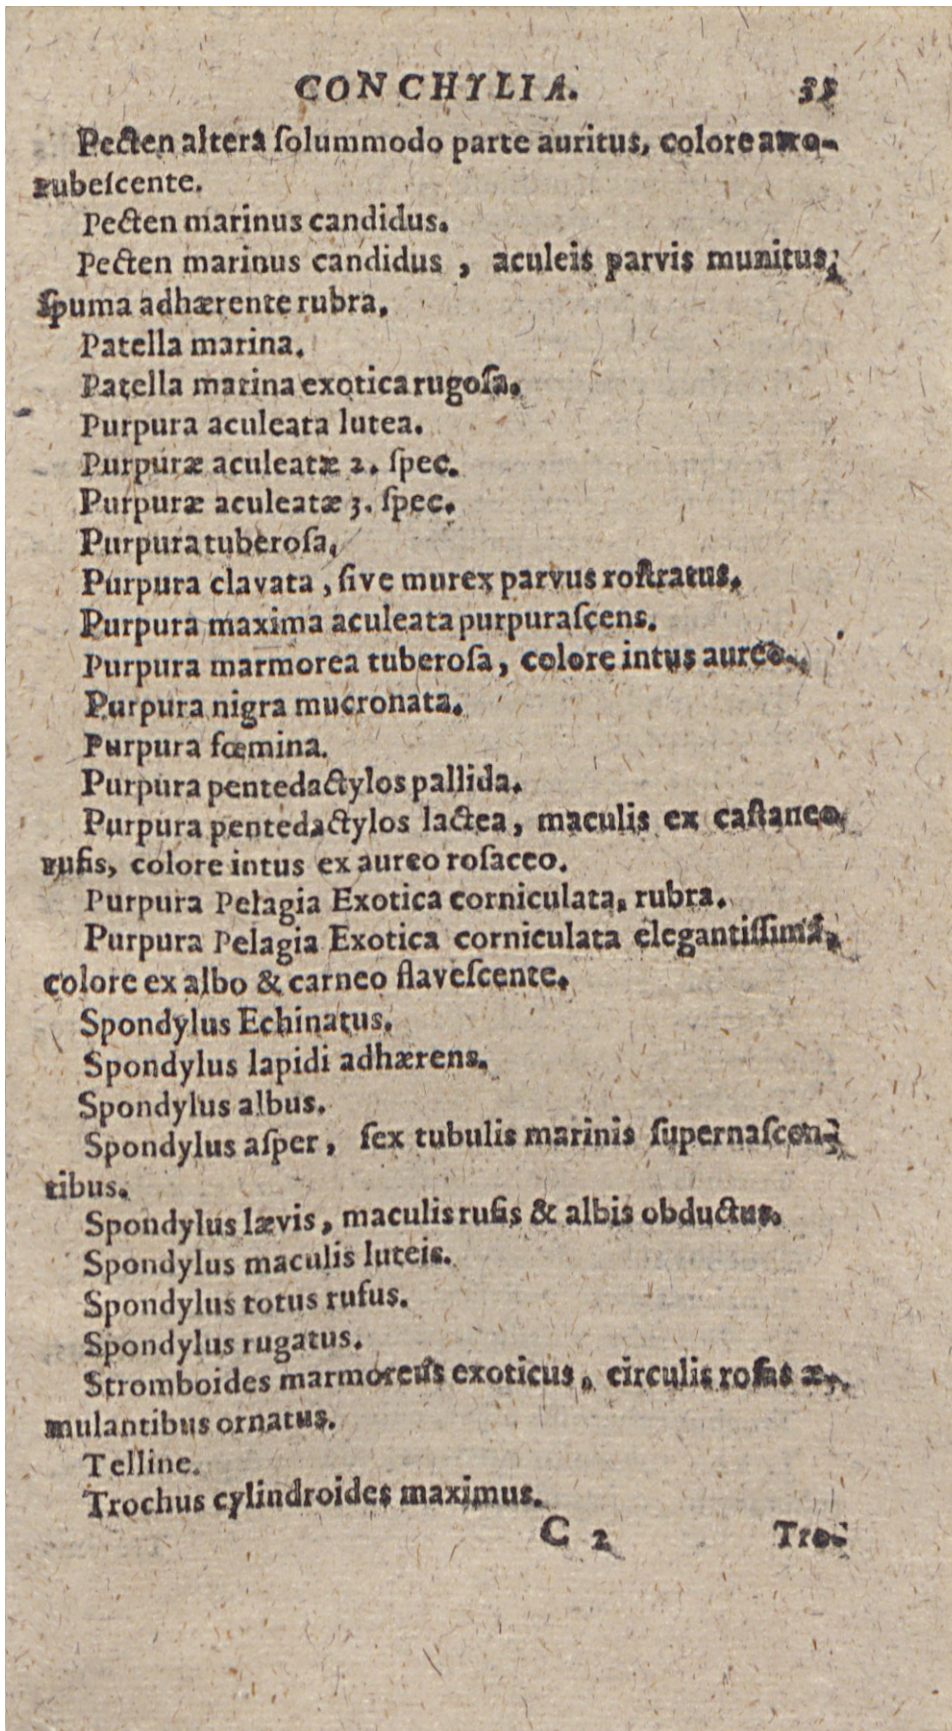 CONCHYLIA. 35
Pecten altera ſolummodo parte auritus, colore atro-
rubeſcente.
Pecten marinus candidus.
Pecten marinus candidus, aculeis parvis munitus,
ſpuma adhærente rubra.
Patella marina.
Patella marina exotica rugoſa.
Purpura aculeata lutea.
Purpuræ aculeatæ 2. ſpec.
Purpuræ aculeatæ 3. ſpec.
Purpura tuberoſa.
Purpura clavata, ſive murex parvus roſtratus.
Purpura maxima aculeata purpuraſcens.
Purpura marmorea tuberoſa, colore intus aureo.
Purpura nigra mucronata.
Purpura fœmina.
Purpura pentedactylos pallida.
Purpura pentedactylos lactea, maculis ex caſtaneo
rufis, colore intus ex aureo roſaceo.
Purpura Pelagia Exotica corniculata, rubra.
Purpura Pelagia Exotica corniculata elegantiſſima,
colore ex albo & carneo flaveſcente.
Spondylus Echinatus.
Spondylus lapidi adhærens.
Spondylus albus.
Spondylus aſper, ſex tubulis marinis ſupernaſcen-
tibus.
Spondylus lævis, maculis rufis & albis obductus.
Spondylus maculis luteis.
Spondylus totus rufus.
Spondylus rugatus.
Stromboides marmoreus exoticus, circulis roſas æ-
mulantibus ornatus.
Telline.
Trochus cylindroides maximus.
C 2 Tro-